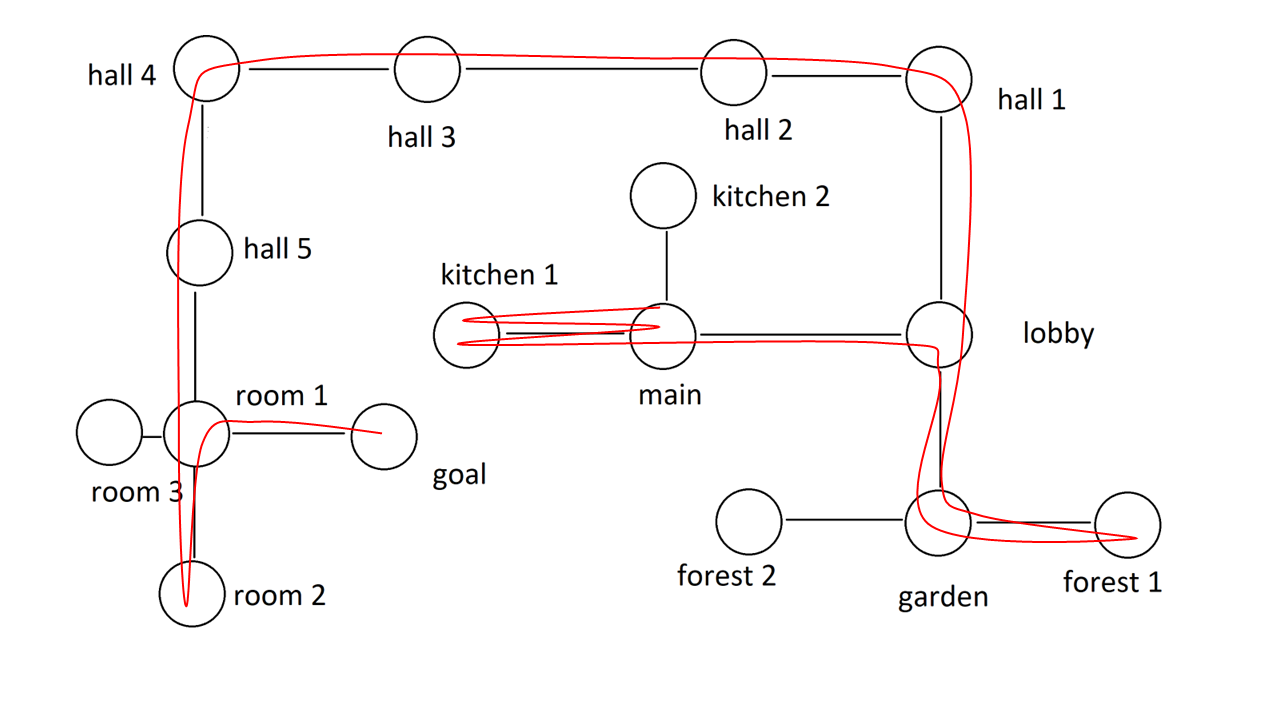 hall 4
hall 3
hall 2
hall 1
kitchen 2
hall 5
kitchen 1
lobby
main
room 1
goal
room 3
forest 2
garden
forest 1
room 2